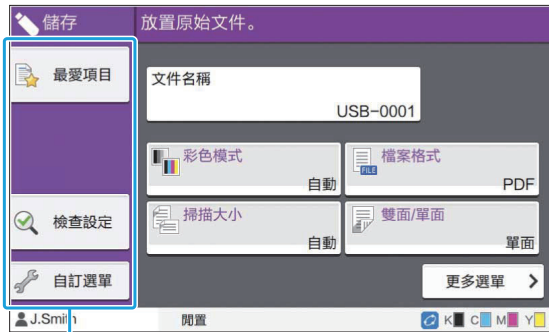 儲存
放置原始文件。
最愛項目
文件名稱
USB-0001
彩色模式
自動
檔案格式
FILE
PDF
檢查設定
掃描大小
自動
雙面/單面
單面
自訂選單
更多選單
J.Smith
閒置
K C M Y